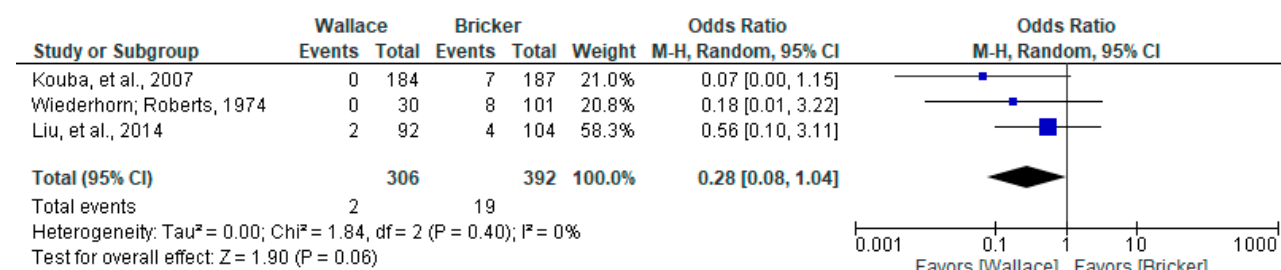 Wallace Bricker Odds Ratio Odds Ratio
Study or Subgroup Events Total Events Total Weight M-H, Random, 95% CI M-H, Random, 95% CI
Kouba, et al., 2007 0 184 7 187 21.0% 0.07 [0.00, 1.15]
Wiederhorn; Roberts, 1974 0 30 8 101 20.8% 0.18 [0.01, 3.22]
Liu, et al., 2014 2 92 4 104 58.3% 0.56 [0.10, 3.11]
Total (95% CI) 306 392 100.0% 0.28 [0.08, 1.04]
Total events 2 19
Heterogeneity: Tau² = 0.00; Chi² = 1.84, df = 2 (P = 0.40); I² = 0%
Test for overall effect: Z = 1.90 (P = 0.06)
0.001 0.1 1 10 1000
Favors [Wallace] Favors [Bricker]